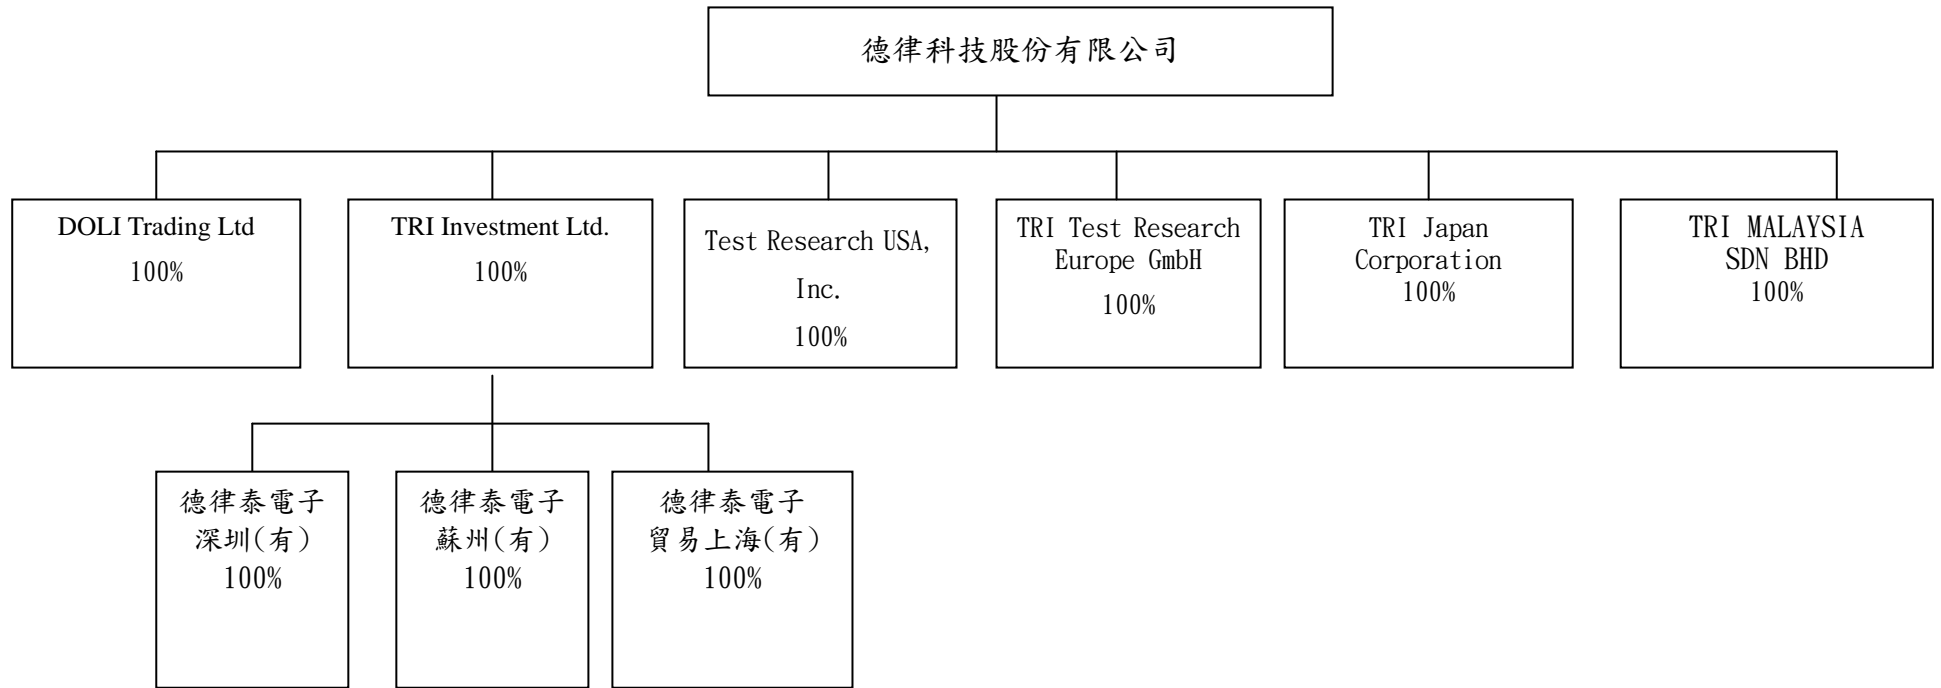 德律科技股份有限公司
DOLI Trading Ltd
100%
TRI Investment Ltd.
100%
Test Research USA,
Inc.
100%
TRI Test Research
Europe GmbH
100%
TRI Japan
Corporation
100%
TRI MALAYSIA
SDN BHD
100%
德律泰電子
深圳(有)
100%
德律泰電子
蘇州(有)
100%
德律泰電子
貿易上海(有)
100%